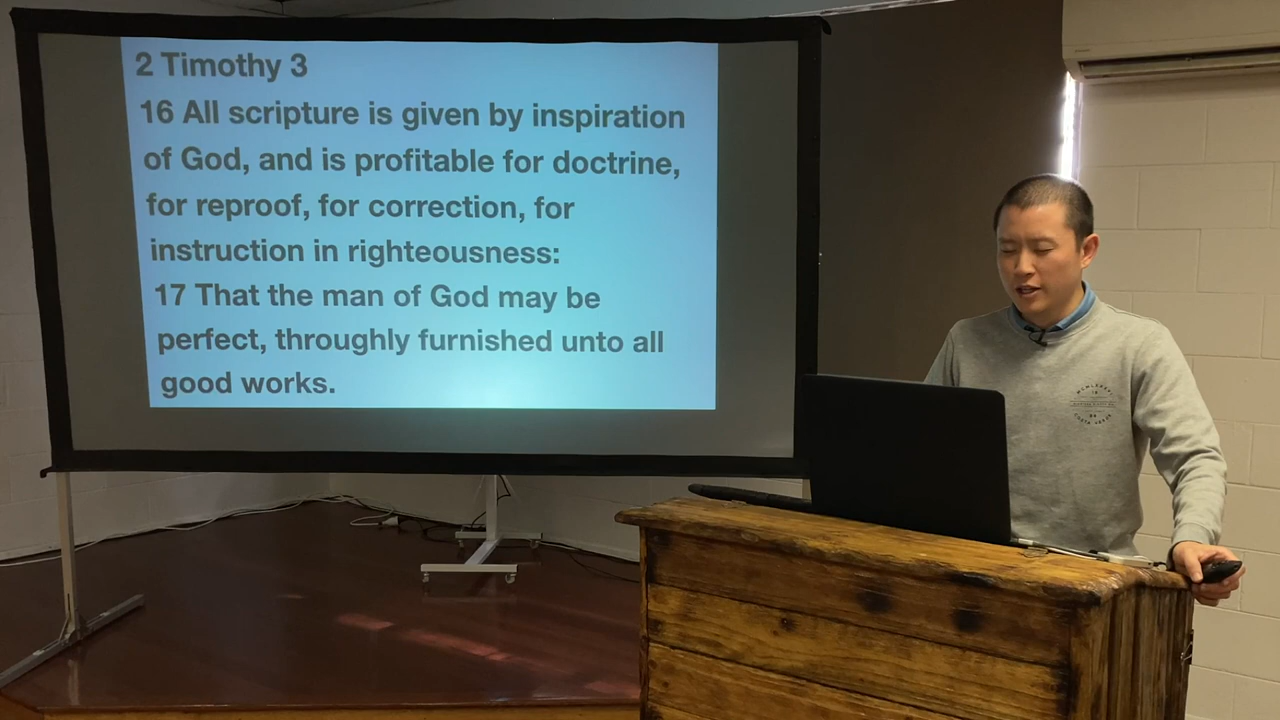 2 Timothy 3
16 All scripture is given by inspiration
of God, and is profitable for doctrine,
for reproof, for correction, for
instruction in righteousness:
17 That the man of God may be
perfect, throughly furnished unto all
good works.